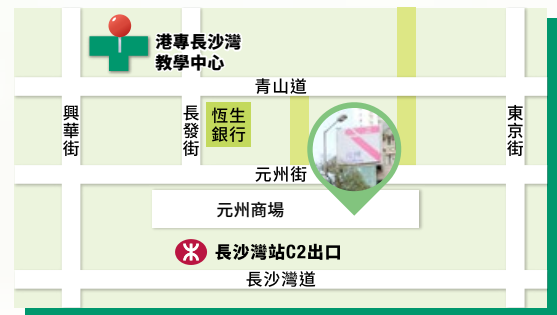 港專長沙灣
教學中心
青山道
興華街
長發街
恆生
銀行
東京街
元州街
元州商場
長沙灣站C2出口
長沙灣道